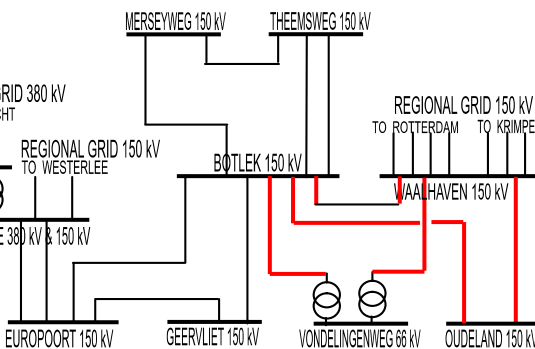 MERSEYWEG 150 kV
THEEMSWEG 150 kV
GRID 380 kV
REGIONAL GRID 150 kV
TO ROTTERDAM
TO KRIMPE
REGIONAL GRID 150 kV
TO WESTERLEE
BOTLEK 150 kV
WAALHAVEN 150 kV
E 380 kV & 150 kV
EUROPOORT 150 kV
GEERVLIET 150 kV
VONDELINGENWEG 66 kV
OUDELAND 150 kV